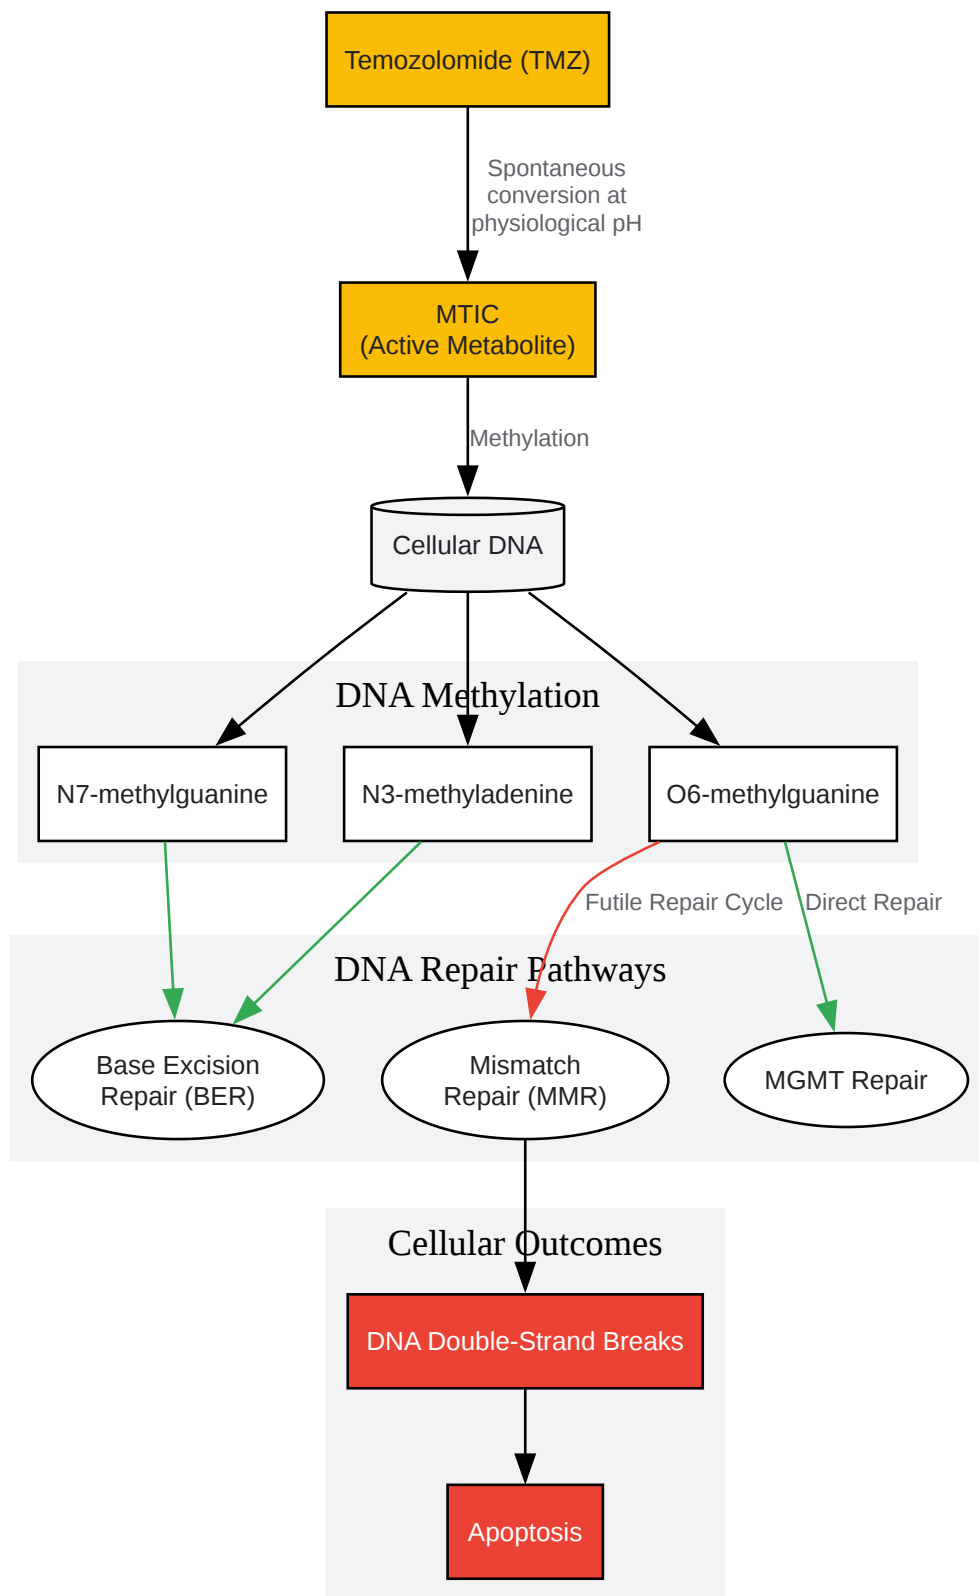 Temozolomide (TMZ)
Spontaneous
conversion at
physiological pH
MTIC
(Active Metabolite)
Methylation
Cellular DNA
DNA Methylation
N7-methylguanine
N3-methyladenine
O6-methylguanine
Futile Repair Cycle
Direct Repair
DNA Repair Pathways
Base Excision
Repair (BER)
Mismatch
Repair (MMR)
MGMT Repair
Cellular Outcomes
DNA Double-Strand Breaks
Apoptosis